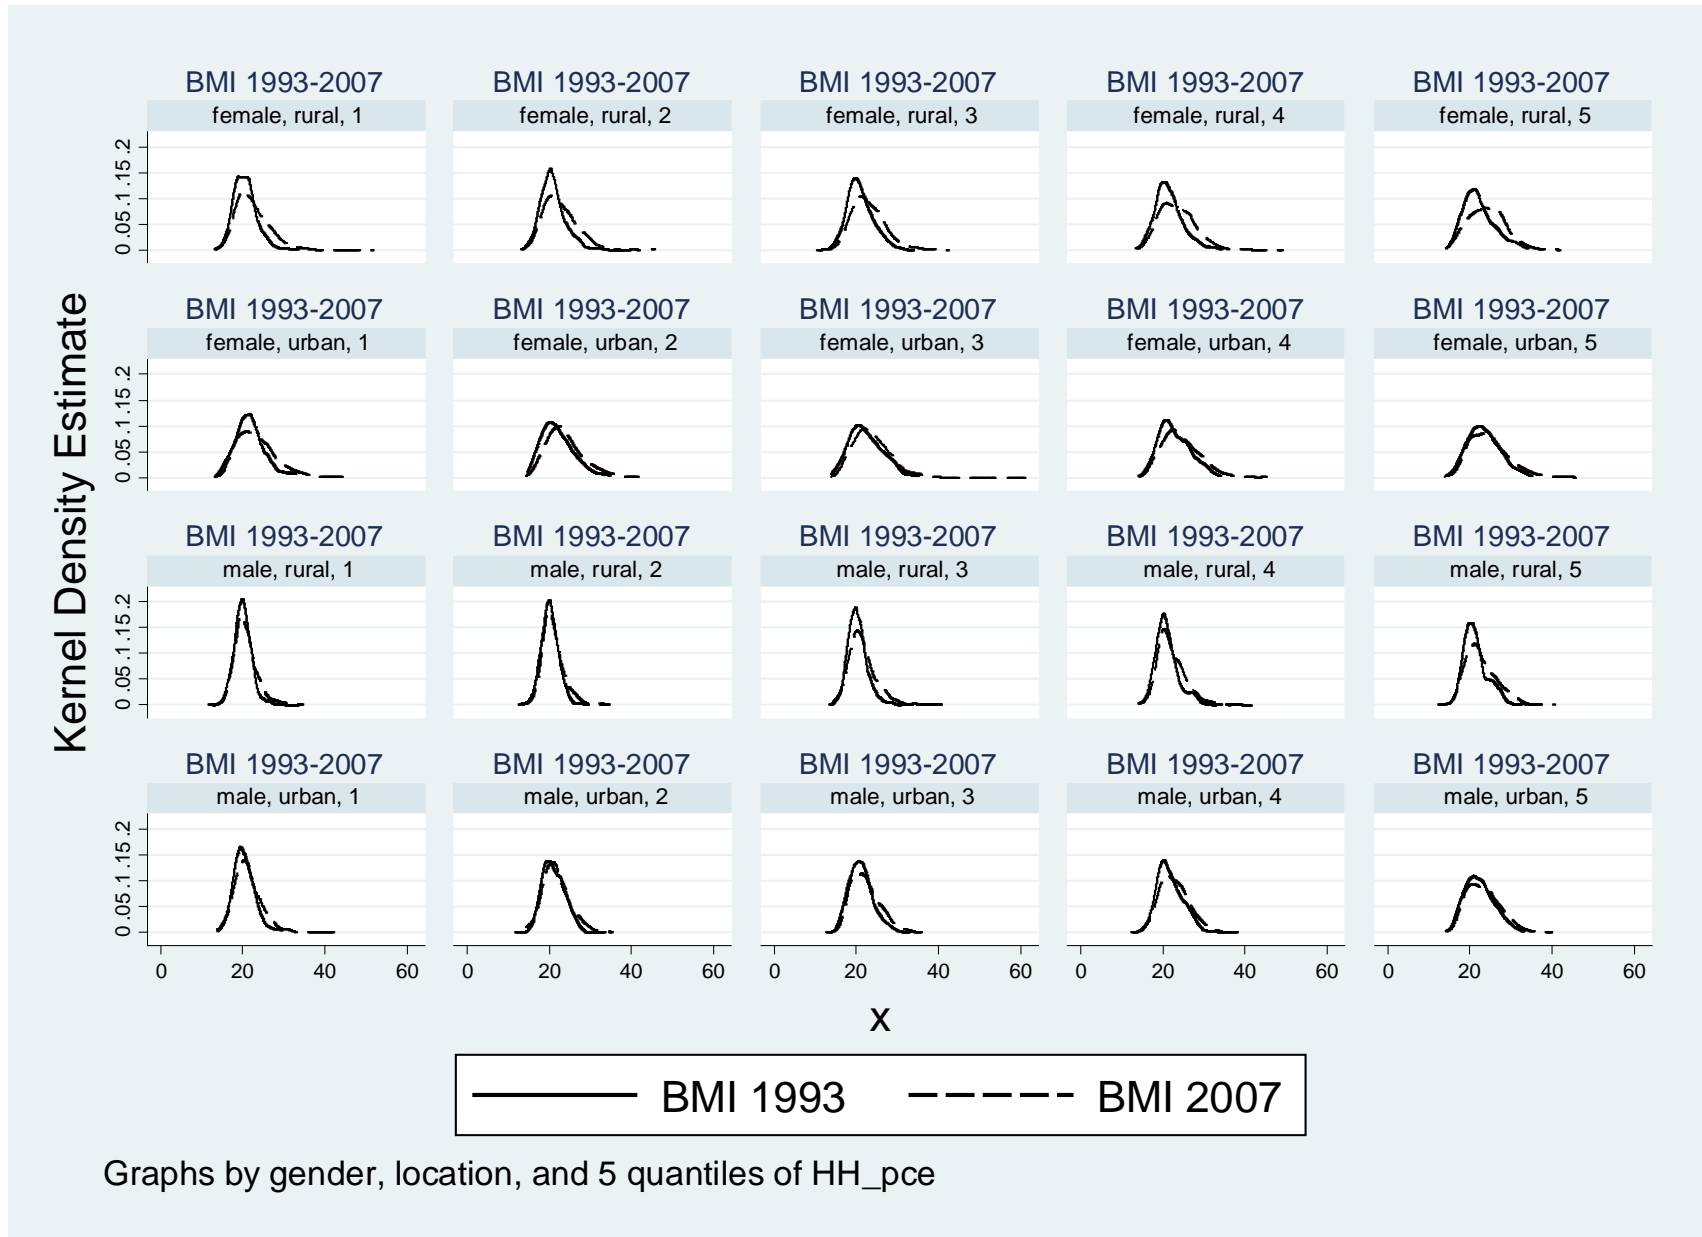 BMI 1993-2007 BMI 1993-2007 BMI 1993-2007 BMI 1993-2007 BMI 1993-2007
female, rural, 1 female, rural, 2 female, rural, 3 female, rural, 4 female, rural, 5
0 .05 .1 .15 .2
BMI 1993-2007 BMI 1993-2007 BMI 1993-2007 BMI 1993-2007 BMI 1993-2007
female, urban, 1 female, urban, 2 female, urban, 3 female, urban, 4 female, urban, 5
0 .05 .1 .15 .2
Kernel Density Estimate
BMI 1993-2007 BMI 1993-2007 BMI 1993-2007 BMI 1993-2007 BMI 1993-2007
male, rural, 1 male, rural, 2 male, rural, 3 male, rural, 4 male, rural, 5
0 .05 .1 .15 .2
BMI 1993-2007 BMI 1993-2007 BMI 1993-2007 BMI 1993-2007 BMI 1993-2007
male, urban, 1 male, urban, 2 male, urban, 3 male, urban, 4 male, urban, 5
0 .05 .1 .15 .2
0 20 40 60 0 20 40 60 0 20 40 60 0 20 40 60 0 20 40 60
x
BMI 1993 BMI 2007
Graphs by gender, location, and 5 quantiles of HH_pce